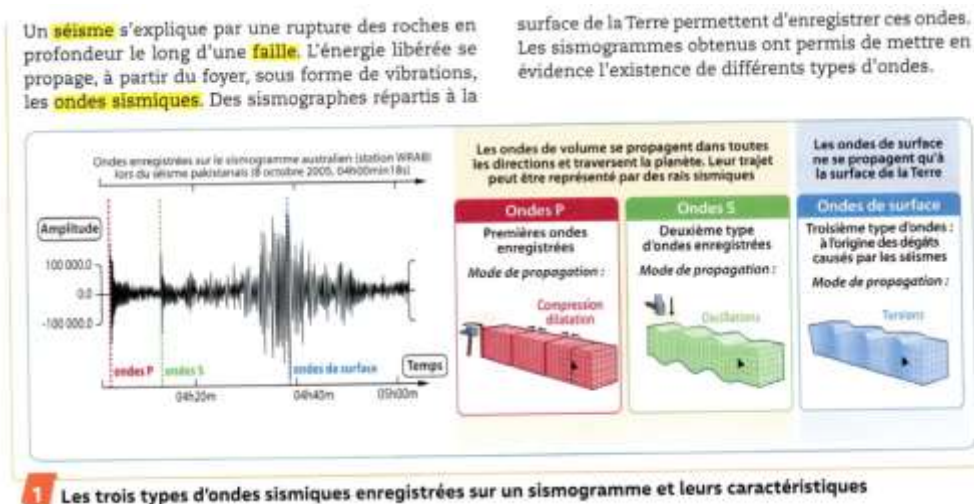 Un séisme s'explique par une rupture des roches en
profondeur le long d'une faille. L'énergie libérée se
propage, à partir du foyer, sous forme de vibrations,
les ondes sismiques. Des sismographes répartis à la
surface de la Terre permettent d'enregistrer ces ondes.
Les sismogrammes obtenus ont permis de mettre en
évidence l'existence de différents types d'ondes.
Ondes enregistrées sur le sismogramme australien (station WRAB)
lors du séisme pakistanais (8 octobre 2005, 04h00min18s)
Amplitude
100 000.0
0.0
-100 000.0
ondes P
ondes S
ondes de surface
Temps
04h20m
04h40m
05h00m
Les ondes de volume se propagent dans toutes
les directions et traversent la planète. Leur trajet
peut être représenté par des rais sismiques
Ondes P
Premières ondes
enregistrées
Mode de propagation :
Compression
dilatation
Ondes S
Deuxième type
d'ondes enregistrées
Mode de propagation :
Oscillations
Les ondes de surface
ne se propagent qu'à
la surface de la Terre
Ondes de surface
Troisième type d'ondes :
à l'origine des dégâts
causés par les séismes
Mode de propagation :
Torsions
1 Les trois types d'ondes sismiques enregistrées sur un sismogramme et leurs caractéristiques